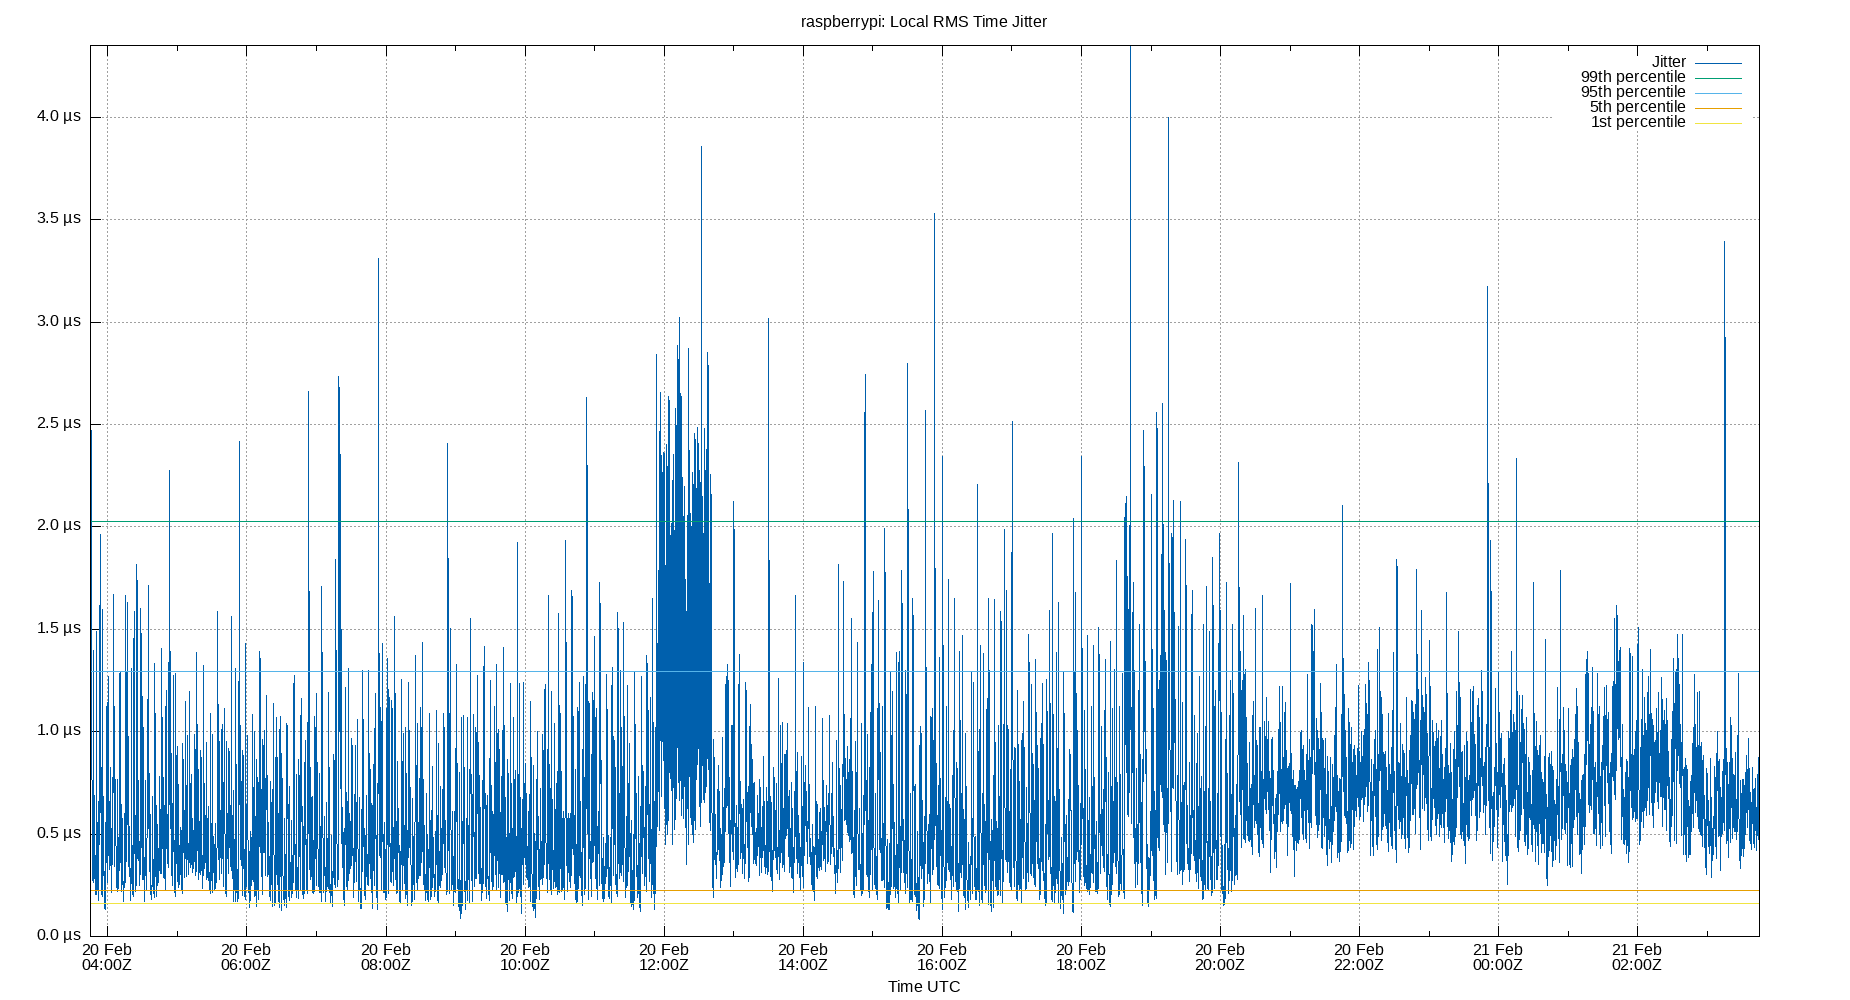 raspberrypi: Local RMS Time Jitter
Jitter
99th percentile
95th percentile
5th percentile
1st percentile
4.0 µs
3.5 µs
3.0 µs
2.5 µs
2.0 µs
1.5 µs
1.0 µs
0.5 µs
0.0 µs
20 Feb 20 Feb 20 Feb 20 Feb 20 Feb 20 Feb 20 Feb 20 Feb 20 Feb 20 Feb 21 Feb 21 Feb
04:00Z 06:00Z 08:00Z 10:00Z 12:00Z 14:00Z 16:00Z 18:00Z 20:00Z 22:00Z 00:00Z 02:00Z
Time UTC